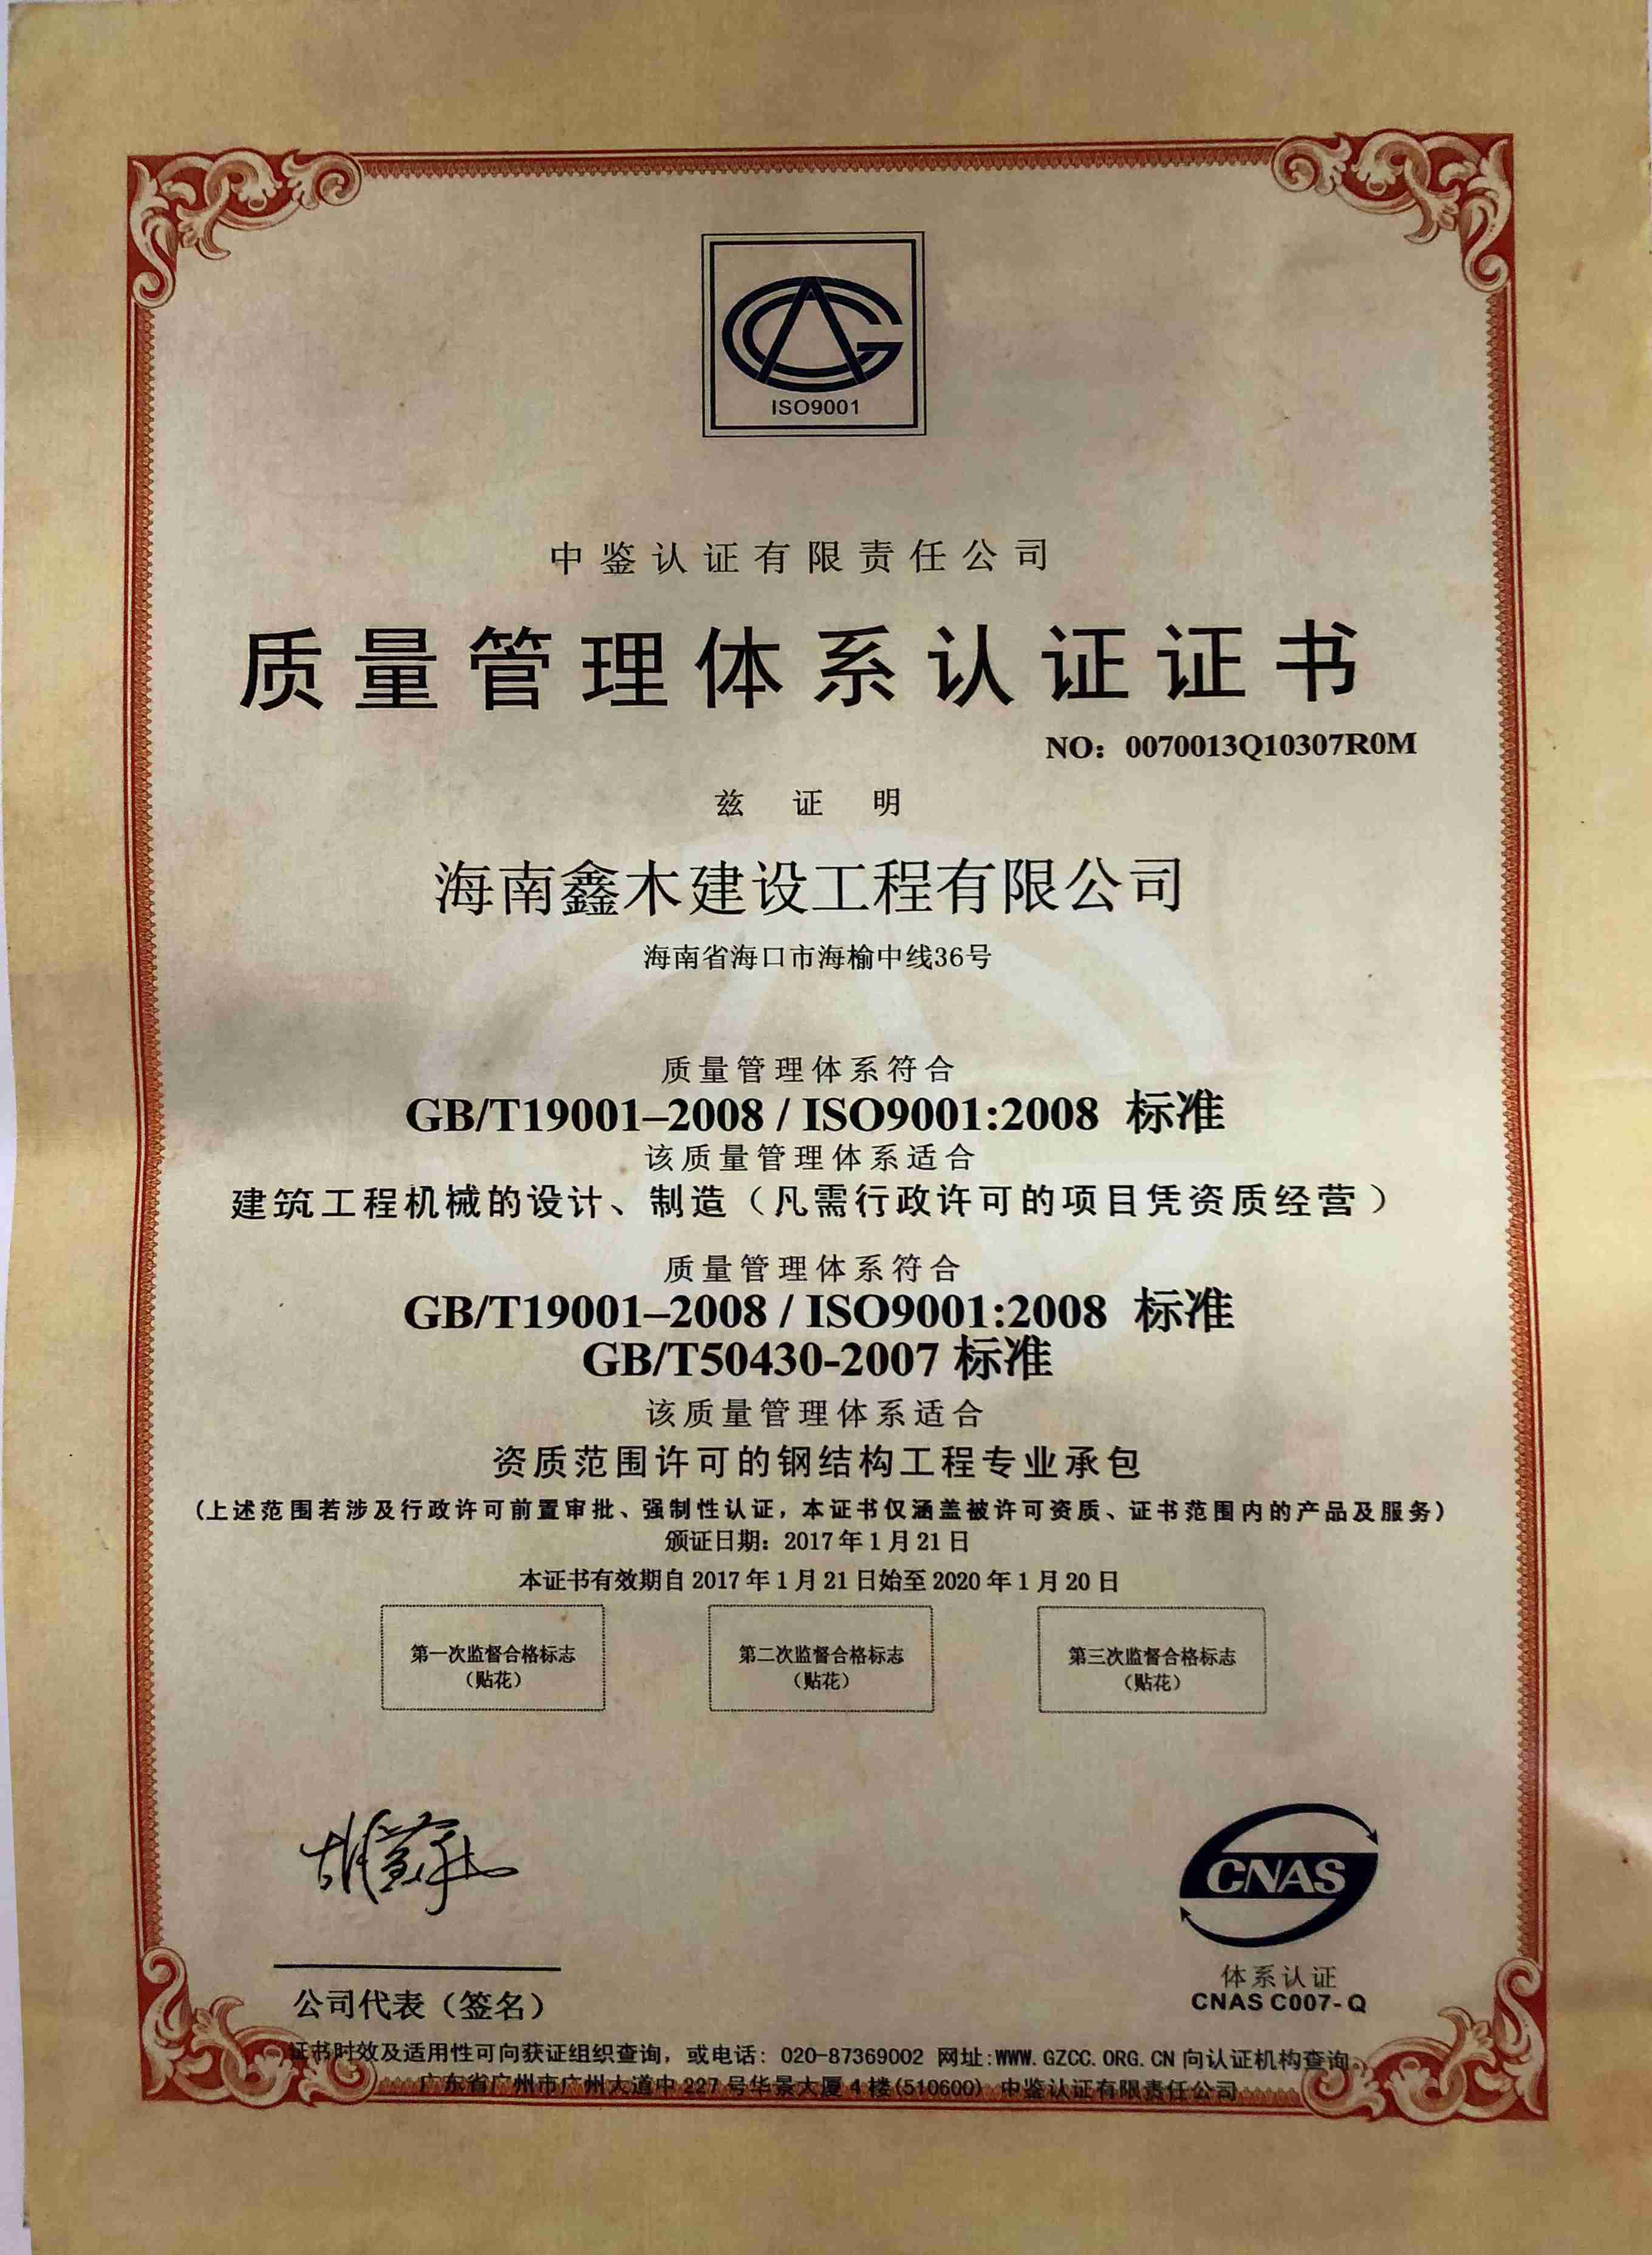 ISO9001
中鉴认证有限责任公司
质量管理体系认证证书
NO：0070013Q10307R0M
兹 证 明
海南鑫木建设工程有限公司
海南省海口市海榆中线36号
质量管理体系符合
GB/T19001–2008 / ISO9001:2008 标准
该质量管理体系适合
建筑工程机械的设计、制造（凡需行政许可的项目凭资质经营）
质量管理体系符合
GB/T19001–2008 / ISO9001:2008 标准
GB/T50430-2007 标准
该质量管理体系适合
资质范围许可的钢结构工程专业承包
(上述范围若涉及行政许可前置审批、强制性认证，本证书仅涵盖被许可资质、证书范围内的产品及服务)
颁证日期：2017 年 1 月 21 日
本证书有效期自 2017 年 1 月 21 日始至 2020 年 1 月 20 日
第一次监督合格标志
（贴花）
第二次监督合格标志
（贴花）
第三次监督合格标志
（贴花）
CNAS
体系认证
CNAS C007-Q
公司代表（签名）
证书时效及适用性可向获证组织查询，或电话：020-87369002 网址:WWW.GZCC.ORG.CN 向认证机构查询。
广东省广州市广州大道中 227 号华景大厦 4 楼(510600) 中鉴认证有限责任公司